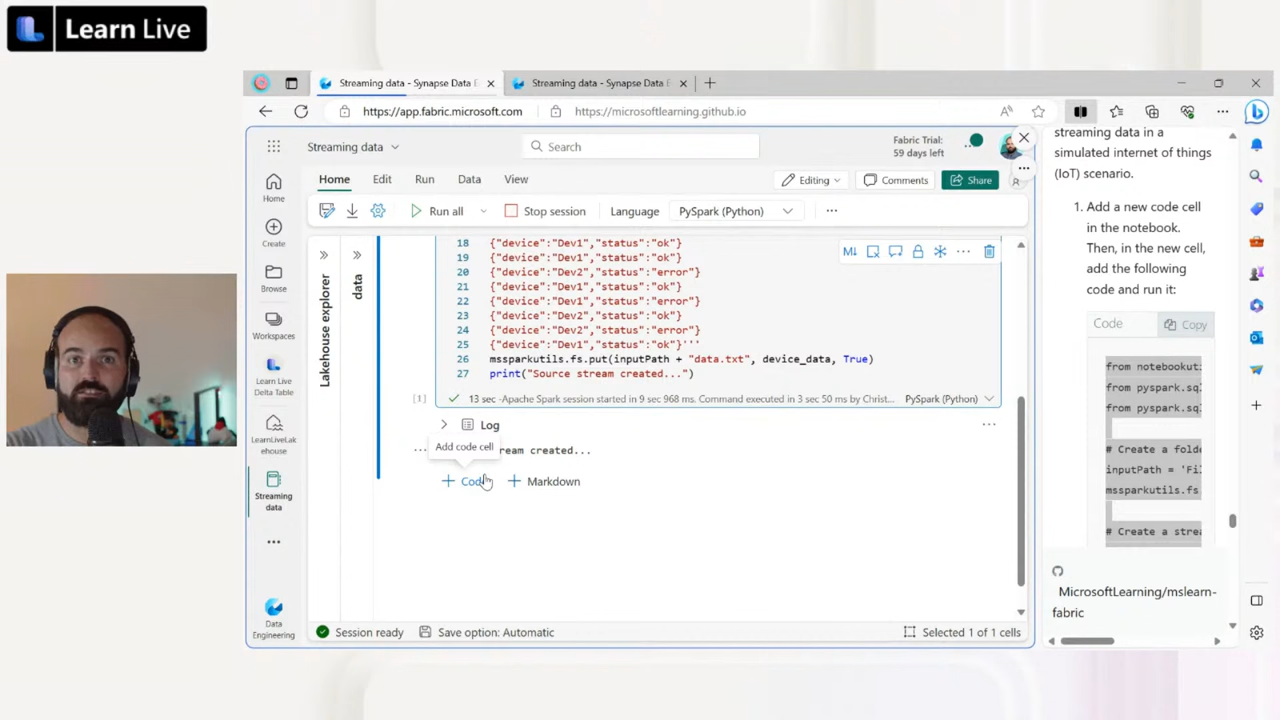 Learn Live
Streaming data - Synapse Data E
Streaming data - Synapse Data E
https://app.fabric.microsoft.com
https://microsoftlearning.github.io
Streaming data
Search
Fabric Trial:
59 days left
Home
Edit
Run
Data
View
Editing
Comments
Share
Run all
Stop session
Language
PySpark (Python)
Home
Create
Browse
Workspaces
Learn Live
Delta Table
LearnLiveLak
ehouse
Streaming
data
Data
Engineering
Lakehouse explorer
data
18 {"device":"Dev1","status":"ok"}
19 {"device":"Dev1","status":"ok"}
20 {"device":"Dev2","status":"error"}
21 {"device":"Dev1","status":"ok"}
22 {"device":"Dev1","status":"error"}
23 {"device":"Dev2","status":"ok"}
24 {"device":"Dev2","status":"error"}
25 {"device":"Dev1","status":"ok"}'''
26 mssparkutils.fs.put(inputPath + "data.txt", device_data, True)
27 print("Source stream created...")
M↓
[1]
13 sec -Apache Spark session started in 9 sec 968 ms. Command executed in 3 sec 50 ms by Christ...
PySpark (Python)
Log
Add code cell
ream created...
+ Code
+ Markdown
Session ready
Save option: Automatic
Selected 1 of 1 cells
streaming data in a
simulated internet of things
(IoT) scenario.
1. Add a new code cell
in the notebook.
Then, in the new cell,
add the following
code and run it:
Code
Copy
from notebookuti
from pyspark.sql
from pyspark.sql
# Create a folde
inputPath = 'Fil
mssparkutils.fs.
# Create a strea
MicrosoftLearning/mslearn-
fabric